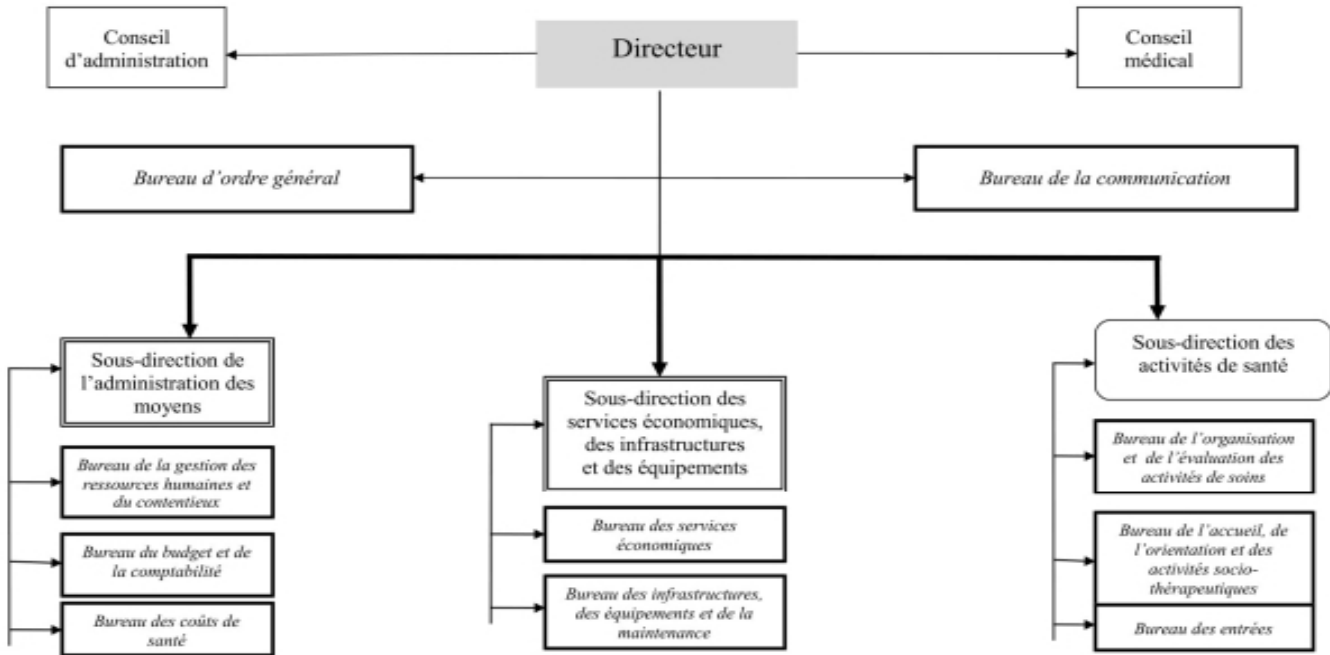 Conseil
d'administration
Directeur
Conseil
médical
Bureau d'ordre général
Bureau de la communication
Sous-direction de
l'administration des
moyens
Bureau de la gestion des
ressources humaines et
du contentieux
Bureau du budget et de
la comptabilité
Bureau des coûts de
santé
Sous-direction des
services économiques,
des infrastructures
et des équipements
Bureau des services
économiques
Bureau des infrastructures,
des équipements et de la
maintenance
Sous-direction des
activités de santé
Bureau de l'organisation
et de l'évaluation des
activités de soins
Bureau de l'accueil, de
l'orientation et des
activités socio-
thérapeutiques
Bureau des entrées